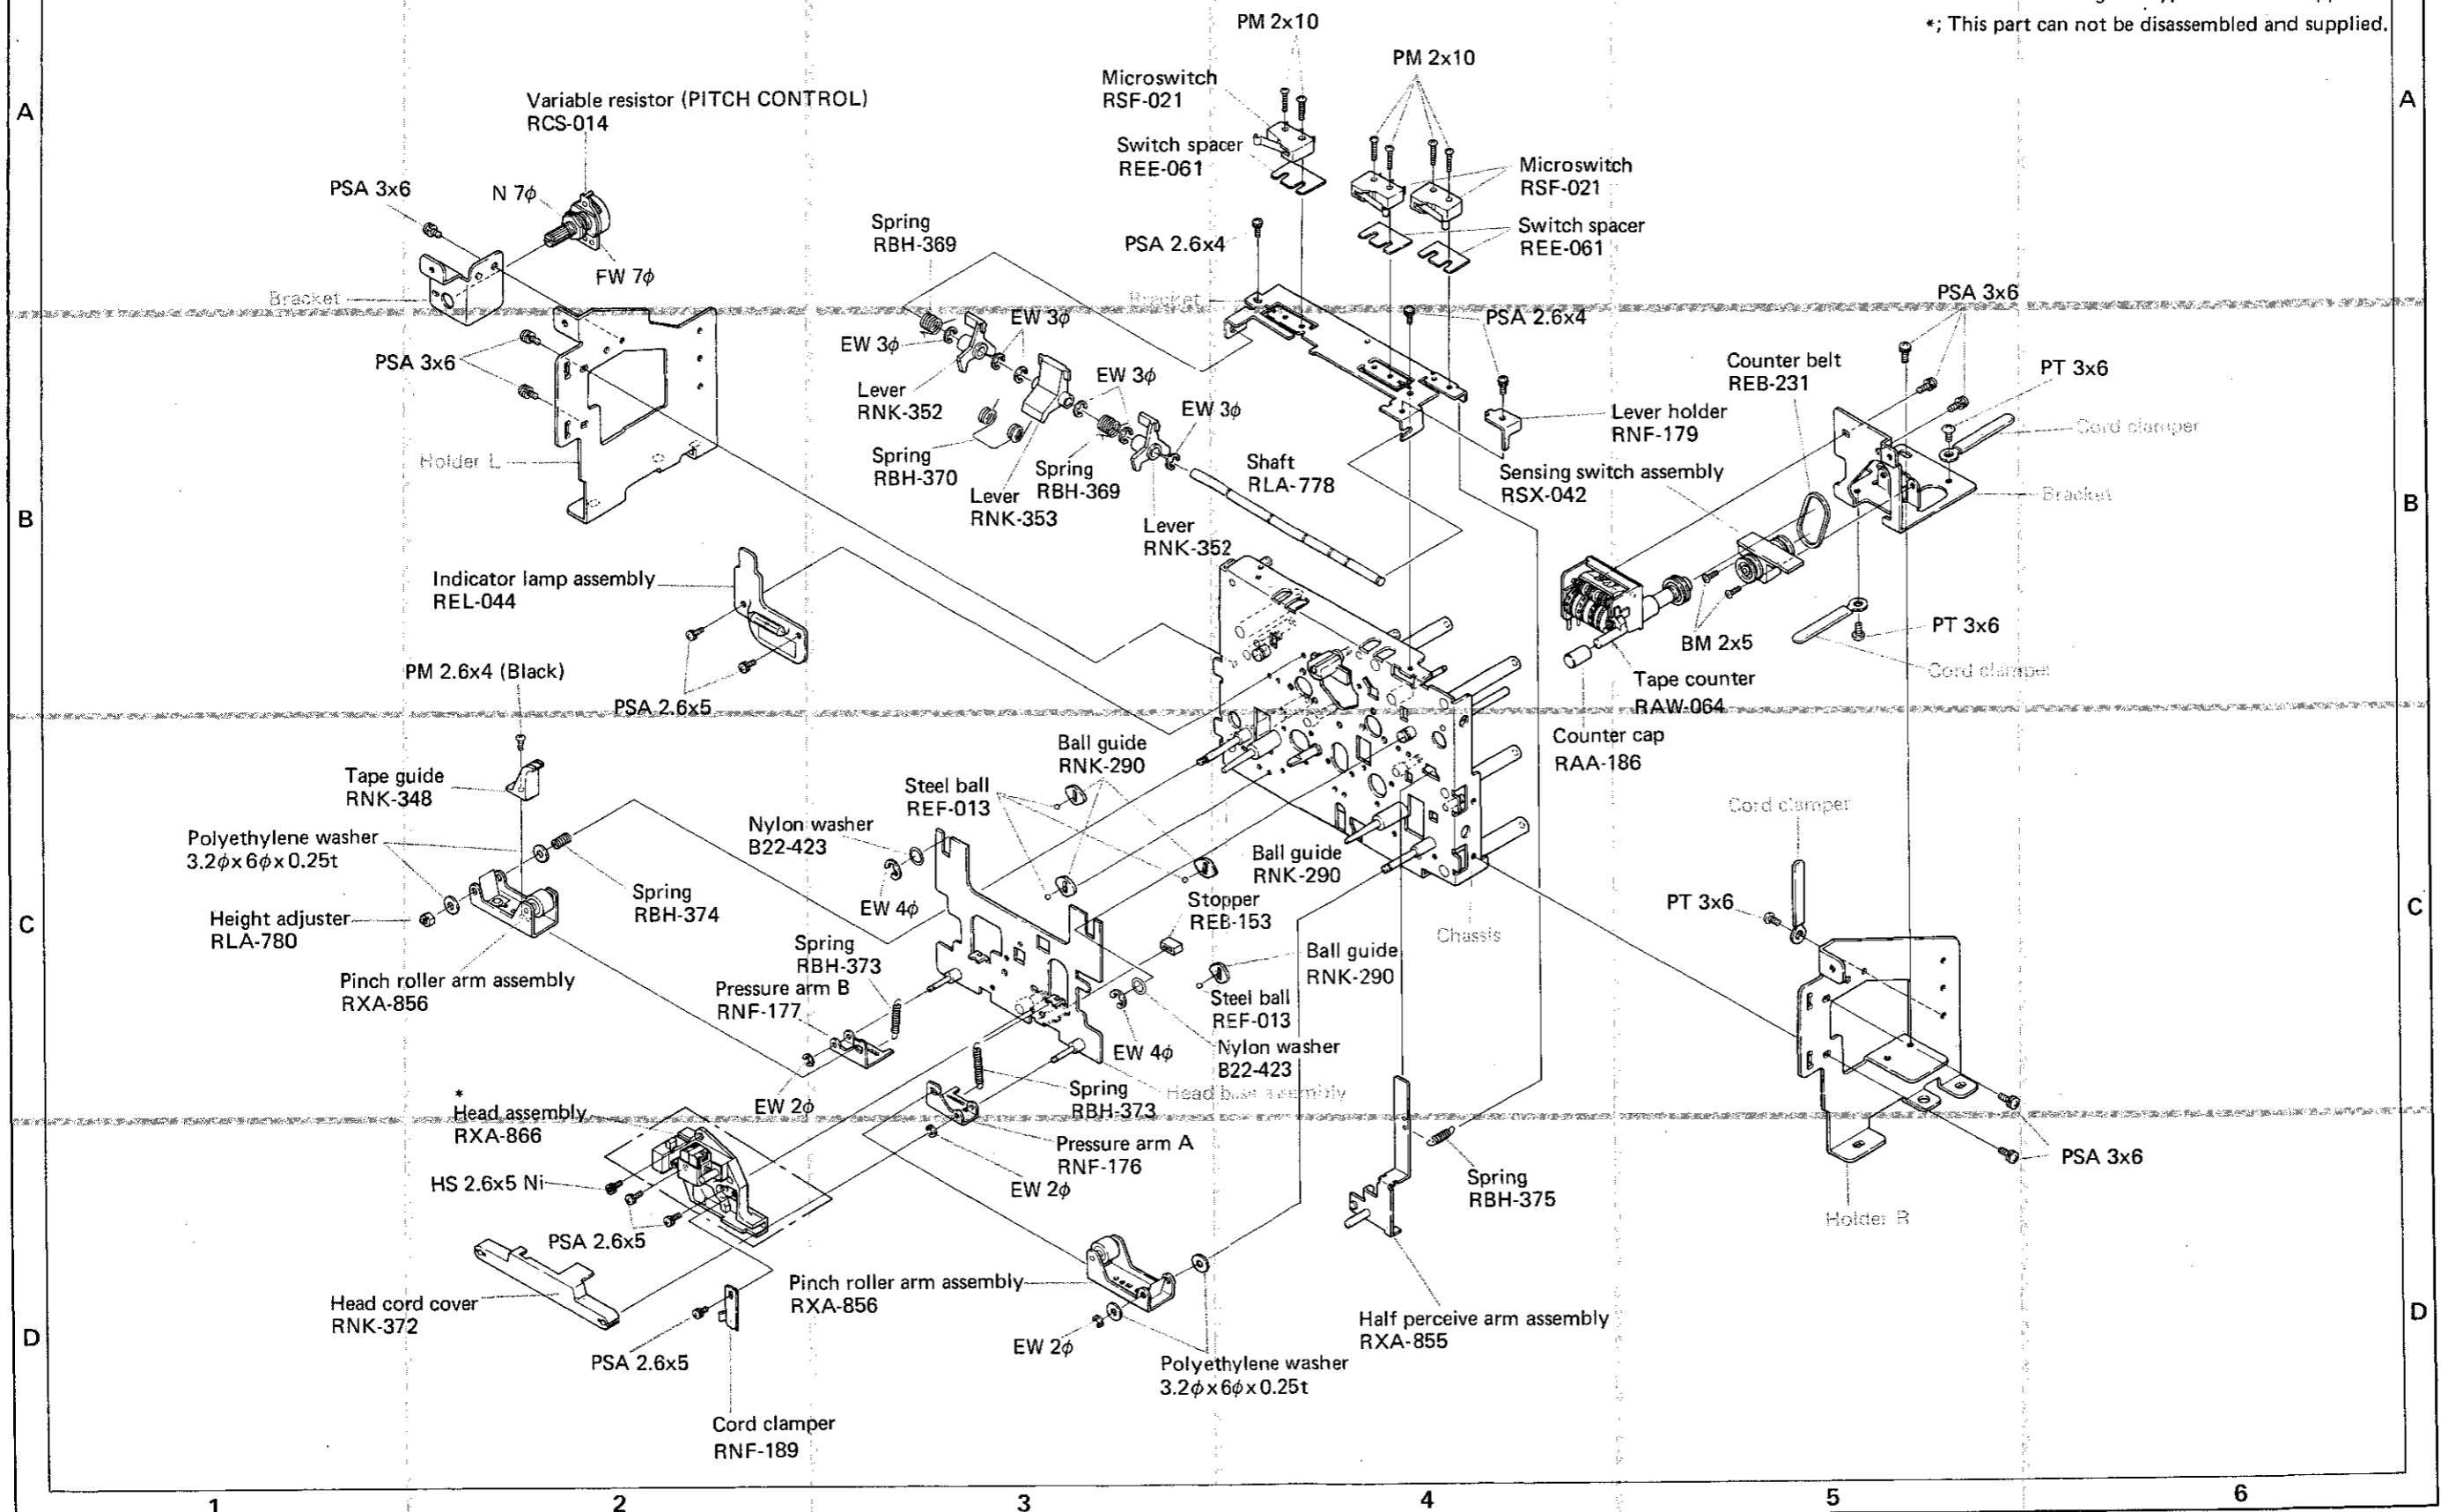 *; This part can not be disassembled and supplied.
PM 2x10
PM 2x10
A
A
Variable resistor (PITCH CONTROL)
RCS-014
Microswitch
RSF-021
Switch spacer
REE-061
Microswitch
RSF-021
PSA 3x6
N 7φ
FW 7φ
Spring
RBH-369
PSA 2.6x4
Switch spacer
REE-061
Bracket
Bracket
PSA 3x6
EW 3φ
PSA 2.6x4
EW 3φ
PSA 3x6
Lever
RNK-352
EW 3φ
Counter belt
REB-231
PT 3x6
EW 3φ
Lever holder
RNF-179
Cord clamper
Holder L
Spring
RBH-370
Spring
RBH-369
Shaft
RLA-778
Sensing switch assembly
RSX-042
Lever
RNK-353
Bracket
B
B
Lever
RNK-352
Indicator lamp assembly
REL-044
PT 3x6
BM 2x5
Cord clamper
PM 2.6x4 (Black)
PSA 2.6x5
Tape counter
RAW-064
Counter cap
RAA-186
Ball guide
RNK-290
Tape guide
RNK-348
Steel ball
REF-013
Cord clamper
Polyethylene washer
3.2φx6φx0.25t
Nylon washer
B22-423
Ball guide
RNK-290
Spring
RBH-374
EW 4φ
Stopper
REB-153
PT 3x6
C
C
Height adjuster
RLA-780
Chassis
Spring
RBH-373
Ball guide
RNK-290
Pinch roller arm assembly
RXA-856
Pressure arm B
RNF-177
Steel ball
REF-013
EW 4φ
Nylon washer
B22-423
EW 2φ
Spring
RBH-373
Head base assembly
*
Head assembly
RXA-866
Pressure arm A
RNF-176
PSA 3x6
HS 2.6x5 Ni
EW 2φ
Spring
RBH-375
Holder R
PSA 2.6x5
Pinch roller arm assembly
RXA-856
Head cord cover
RNK-372
D
D
Half perceive arm assembly
RXA-855
EW 2φ
PSA 2.6x5
Polyethylene washer
3.2φx6φx0.25t
Cord clamper
RNF-189
1
2
3
4
5
6